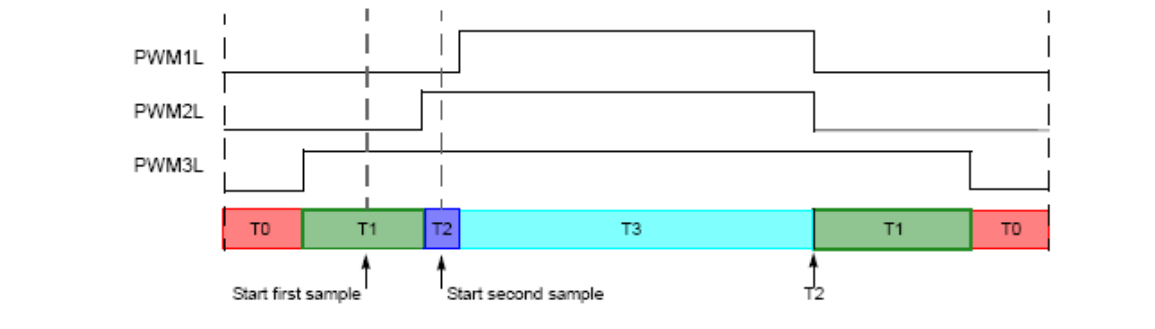 PWM1L
PWM2L
PWM3L
T0 T1 T2 T3 T1 T0
Start first sample Start second sample T2